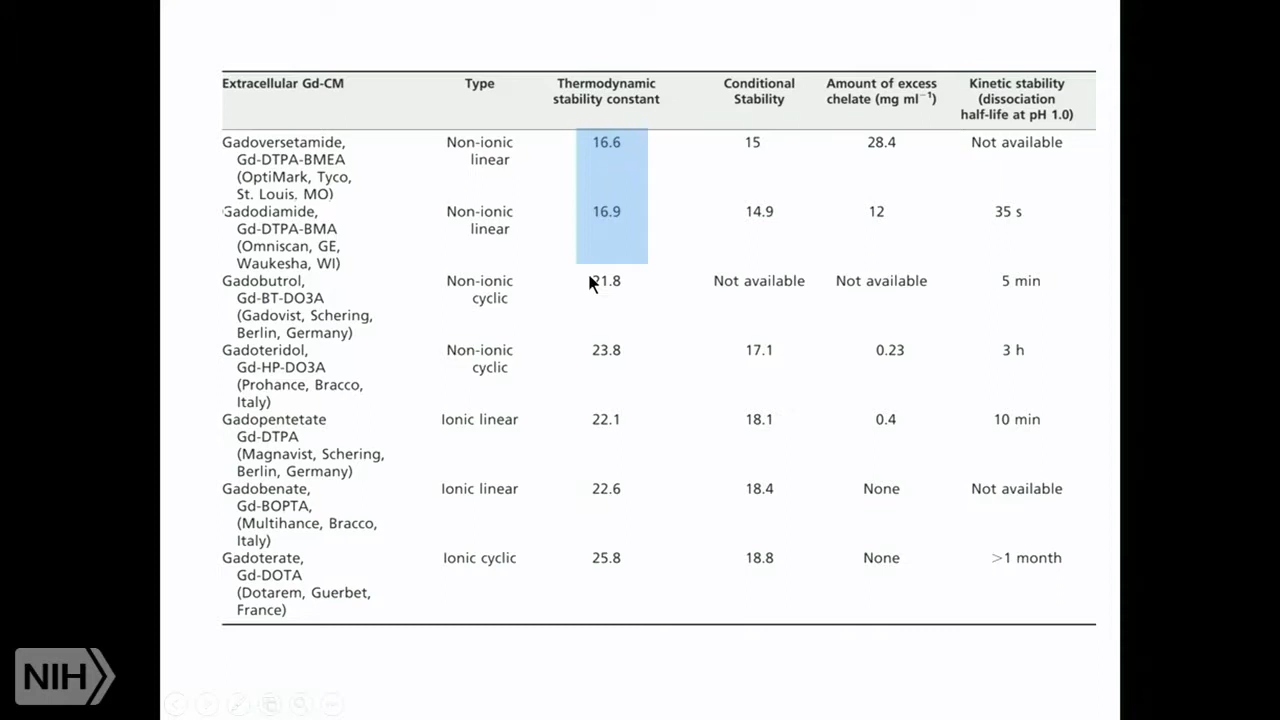 Extracellular Gd-CM Type Thermodynamic stability constant Conditional Stability Amount of excess chelate (mg ml−1) Kinetic stability (dissociation half-life at pH 1.0)
Gadoversetamide, Non-ionic 16.6 15 28.4 Not available
Gd-DTPA-BMEA linear
(OptiMark, Tyco,
St. Louis. MO)
Gadodiamide, Non-ionic 16.9 14.9 12 35 s
Gd-DTPA-BMA linear
(Omniscan, GE,
Waukesha, WI)
Gadobutrol, Non-ionic 21.8 Not available Not available 5 min
Gd-BT-DO3A cyclic
(Gadovist, Schering,
Berlin, Germany)
Gadoteridol, Non-ionic 23.8 17.1 0.23 3 h
Gd-HP-DO3A cyclic
(Prohance, Bracco,
Italy)
Gadopentetate Ionic linear 22.1 18.1 0.4 10 min
Gd-DTPA
(Magnavist, Schering,
Berlin, Germany)
Gadobenate, Ionic linear 22.6 18.4 None Not available
Gd-BOPTA,
(Multihance, Bracco,
Italy)
Gadoterate, Ionic cyclic 25.8 18.8 None >1 month
Gd-DOTA
(Dotarem, Guerbet,
France)
NIH